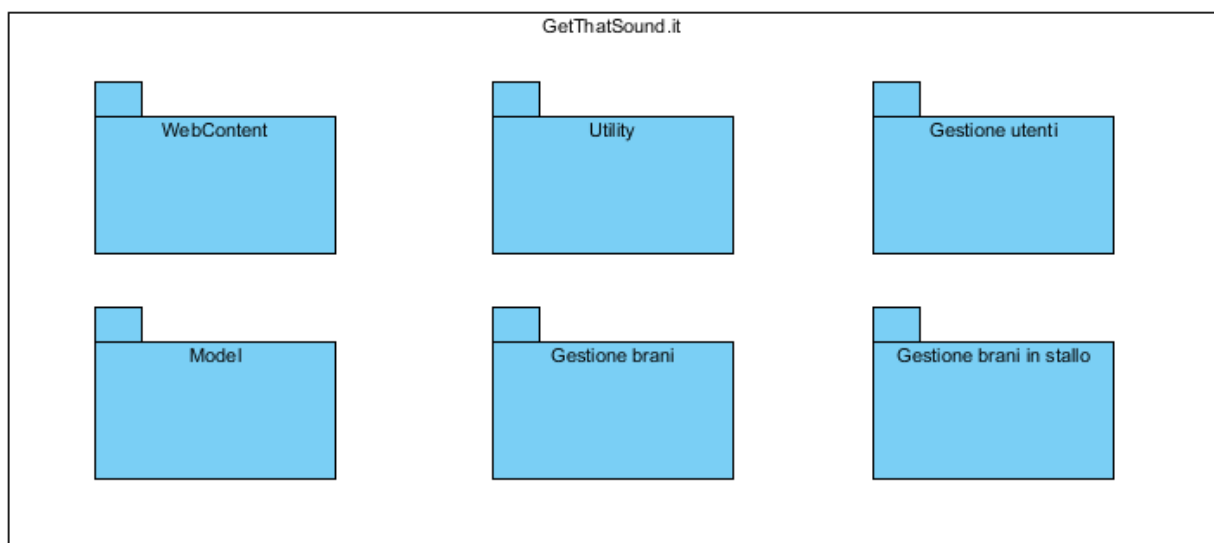 GetThatSound.it
WebContent
Utility
Gestione utenti
Model
Gestione brani
Gestione brani in stallo